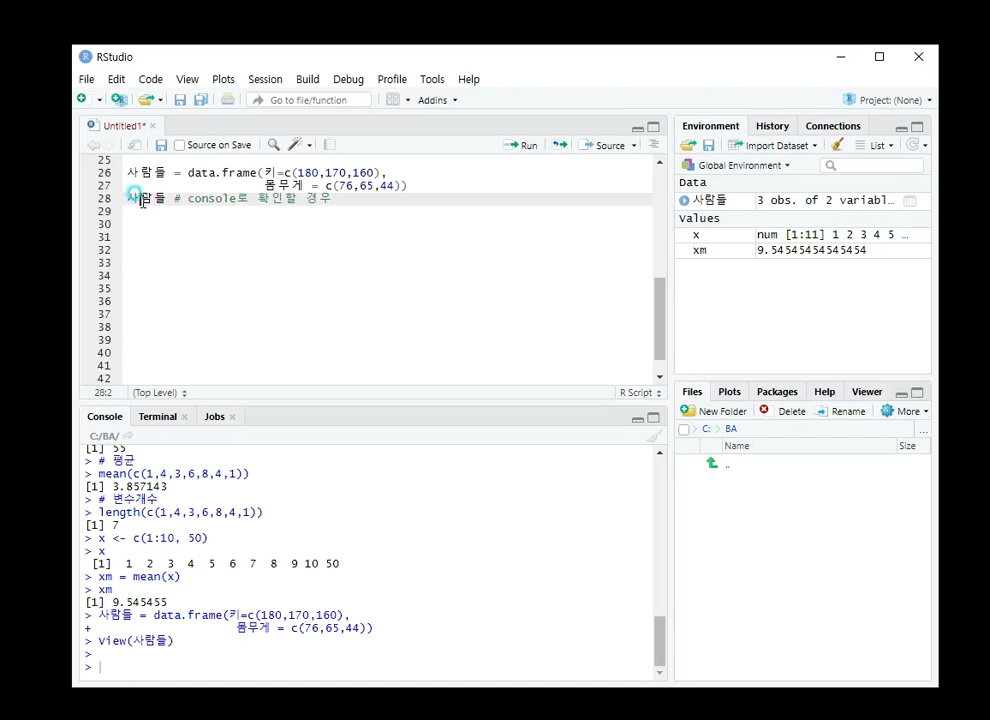 RStudio
File Edit Code View Plots Session Build Debug Profile Tools Help
Go to file/function Addins Project: (None)
Untitled1*
Source on Save Run Source
25
26 사람들 = data.frame(키=c(180,170,160),
27 몸무게 = c(76,65,44))
28 사람들 # console로 확인할 경우
29
30
31
32
33
34
35
36
37
38
39
40
41
42
28:2 (Top Level) R Script
Console Terminal Jobs
C:/BA/
[1] 55
> # 평균
> mean(c(1,4,3,6,8,4,1))
[1] 3.857143
> # 변수개수
> length(c(1,4,3,6,8,4,1))
[1] 7
> x <- c(1:10, 50)
> x
[1] 1 2 3 4 5 6 7 8 9 10 50
> xm = mean(x)
> xm
[1] 9.545455
> 사람들 = data.frame(키=c(180,170,160),
+ 몸무게 = c(76,65,44))
> View(사람들)
>
>
Environment History Connections
Import Dataset List
Global Environment
Data
사람들 3 obs. of 2 variabl…
Values
x num [1:11] 1 2 3 4 5 …
xm 9.54545454545454
Files Plots Packages Help Viewer
New Folder Delete Rename More
C: BA ...
Name Size
..